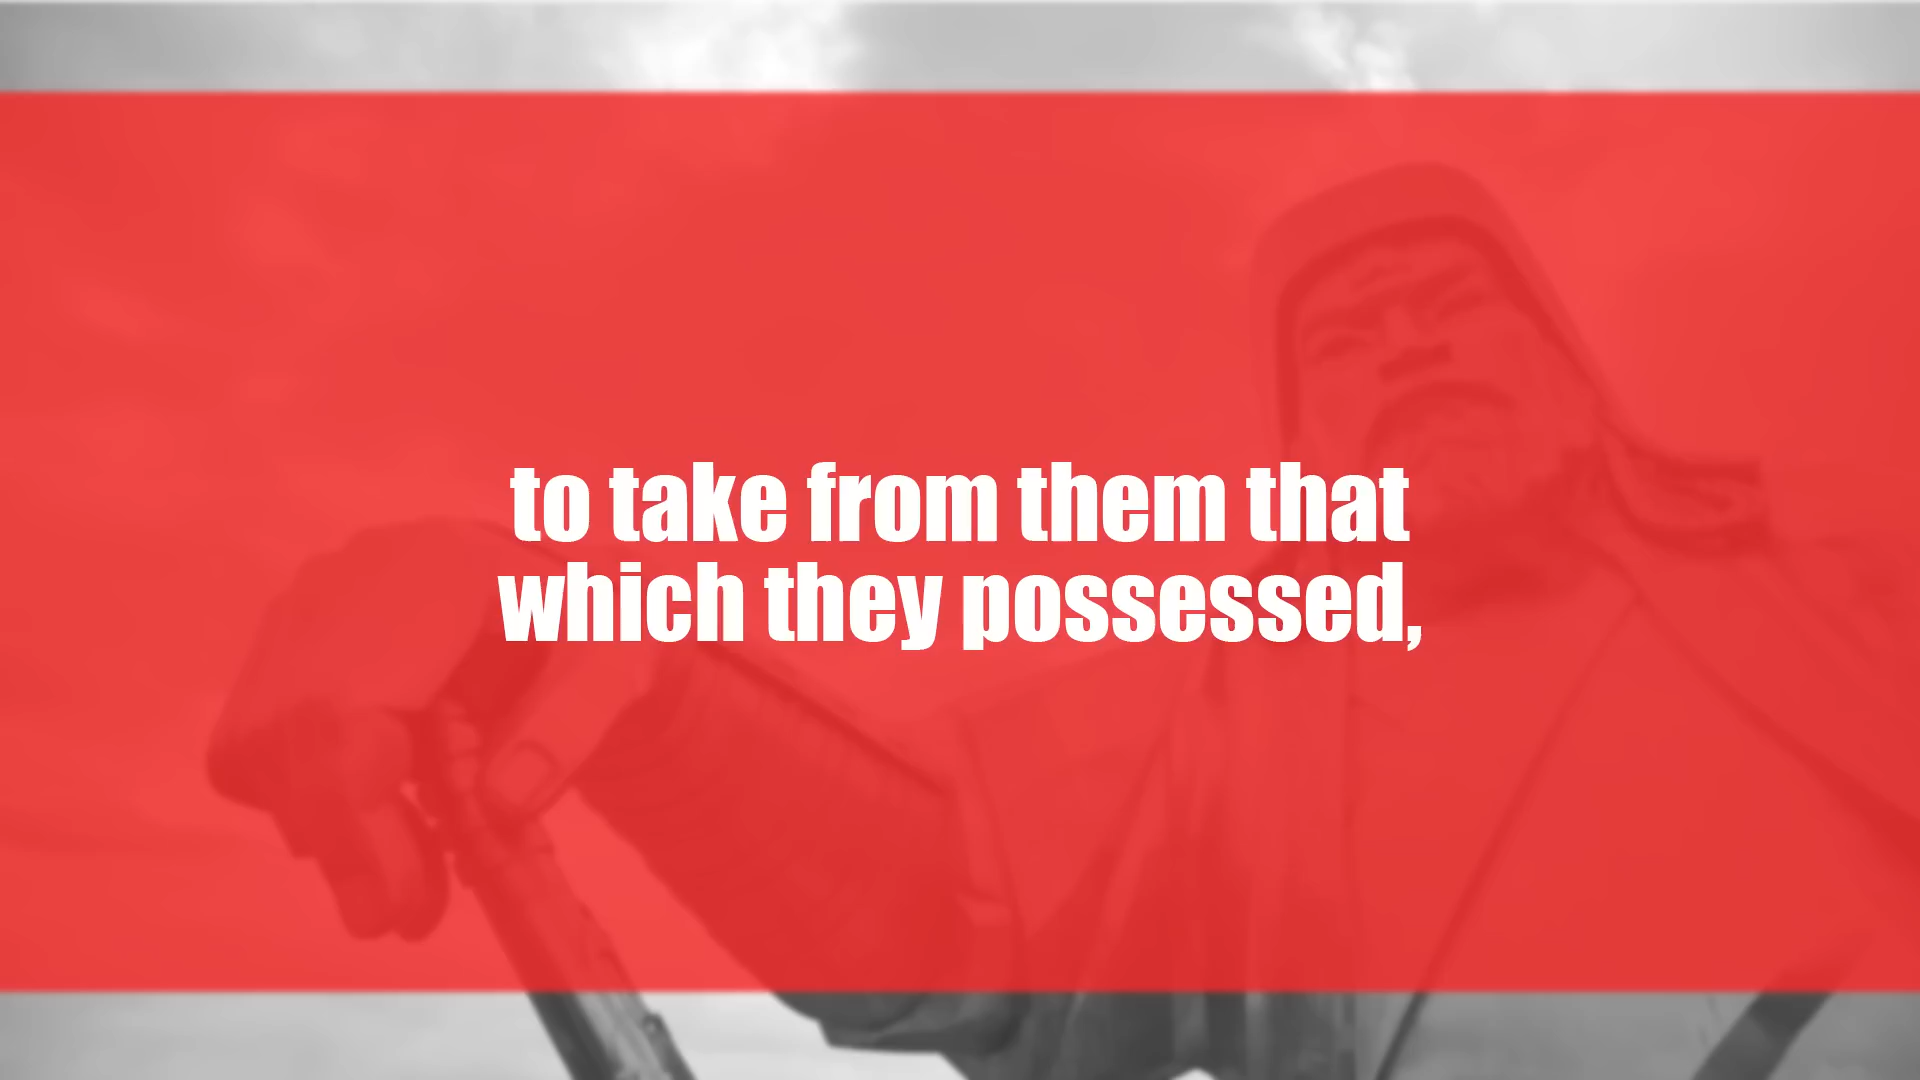 to take from them that
which they possessed,